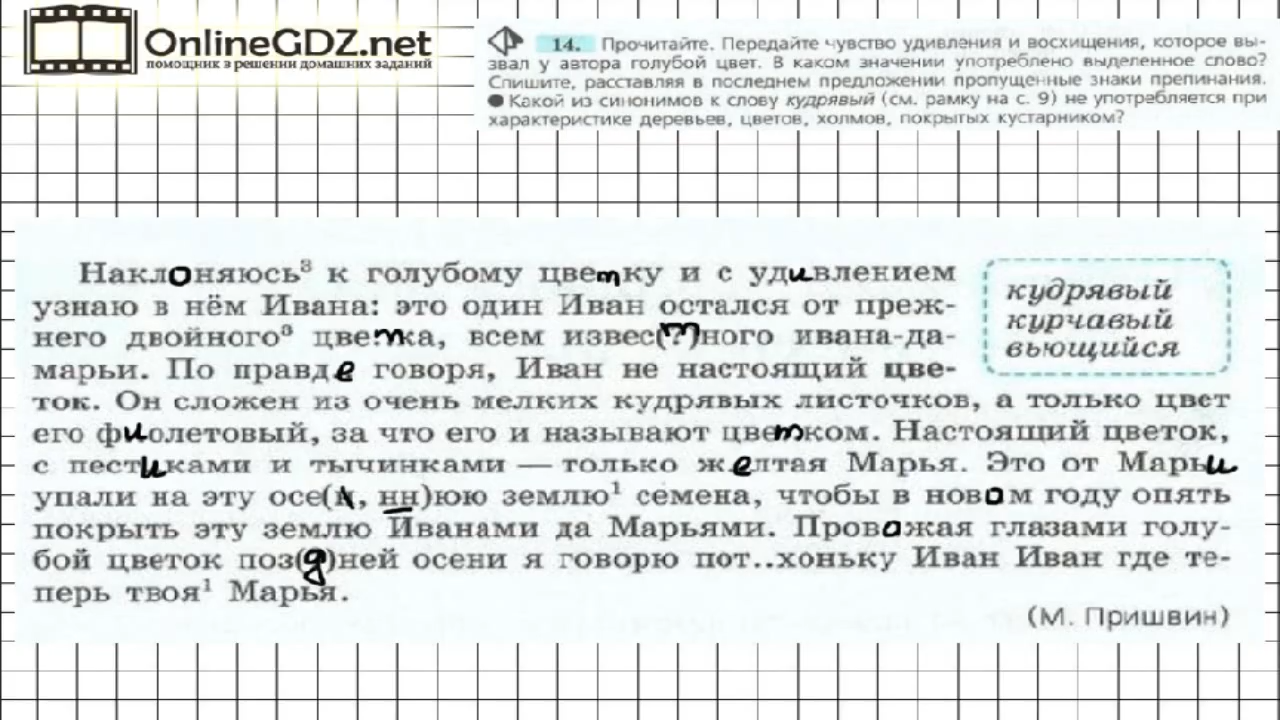 OnlineGDZ.net
помощник в решении домашних заданий
14. Прочитайте. Передайте чувство удивления и восхищения, которое вы-
звал у автора голубой цвет. В каком значении употреблено выделенное слово?
Спишите, расставляя в последнем предложении пропущенные знаки препинания.
● Какой из синонимов к слову кудрявый (см. рамку на с. 9) не употребляется при
характеристике деревьев, цветов, холмов, покрытых кустарником?
Наклоняюсь³ к голубому цветку и с удивлением
узнаю в нём Ивана: это один Иван остался от преж-
него двойного³ цветка, всем извес(т)ного ивана-да-
марьи. По правде говоря, Иван не настоящий цве-
ток. Он сложен из очень мелких кудрявых листочков, а только цвет
его фиолетовый, за что его и называют цветком. Настоящий цветок,
с пестиками и тычинками — только желтая Марья. Это от Марьи
упали на эту осе(н, нн)юю землю¹ семена, чтобы в новом году опять
покрыть эту землю Иванами да Марьями. Провожая глазами голу-
бой цветок поз(д)ней осени я говорю пот..хоньку Иван Иван где те-
перь твоя¹ Марья.
(М. Пришвин)
кудрявый
курчавый
вьющийся